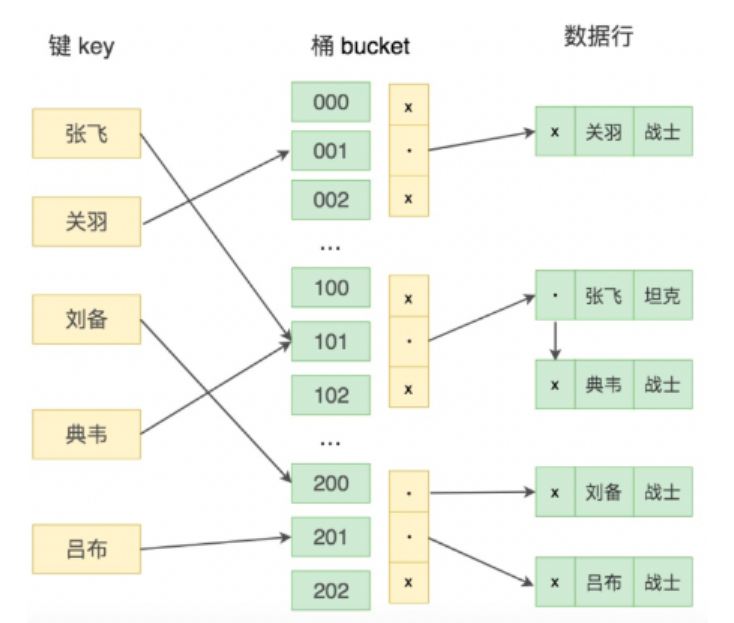 键 key
桶 bucket
数据行
张飞
关羽
刘备
典韦
吕布
000 x
001 ·
002 x
...
100 x
101 ·
102 x
...
200 ·
201 ·
202 x
x 关羽 战士
· 张飞 坦克
x 典韦 战士
x 刘备 战士
x 吕布 战士